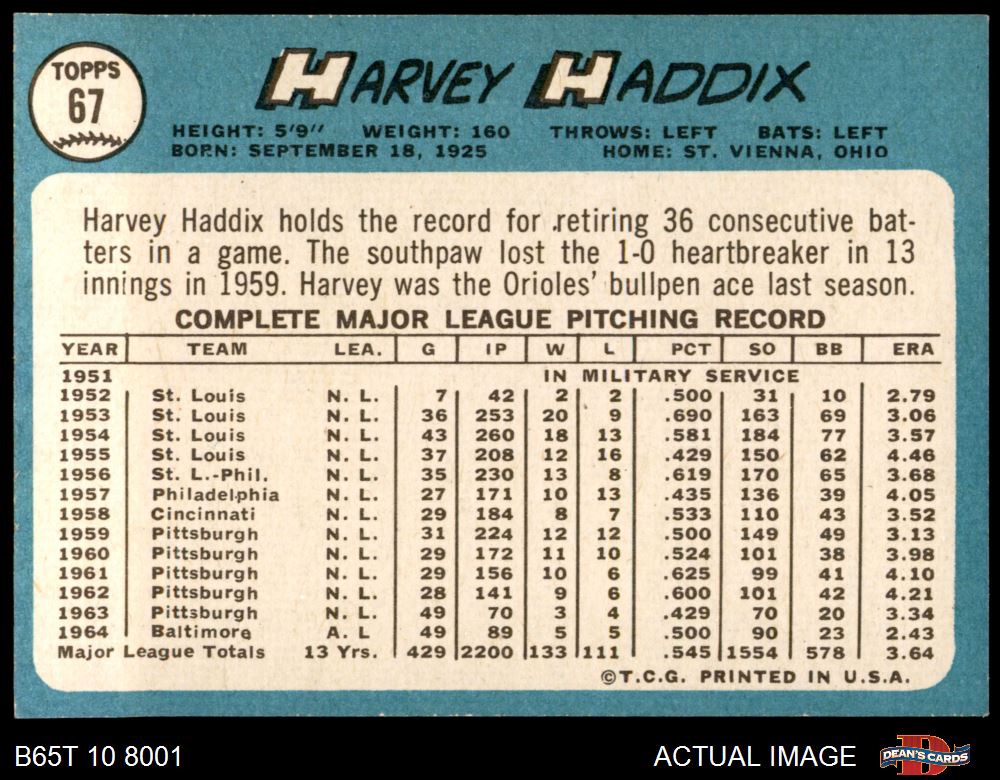 TOPPS
67
HARVEY HADDIX
HEIGHT: 5'9" WEIGHT: 160 THROWS: LEFT BATS: LEFT
BORN: SEPTEMBER 18, 1925 HOME: ST. VIENNA, OHIO
Harvey Haddix holds the record for retiring 36 consecutive bat-
ters in a game. The southpaw lost the 1-0 heartbreaker in 13
innings in 1959. Harvey was the Orioles' bullpen ace last season.
COMPLETE MAJOR LEAGUE PITCHING RECORD
YEAR TEAM LEA. G IP W L PCT SO BB ERA
1951 IN MILITARY SERVICE
1952 St. Louis N. L. 7 42 2 2 .500 31 10 2.79
1953 St. Louis N. L. 36 253 20 9 .690 163 69 3.06
1954 St. Louis N. L. 43 260 18 13 .581 184 77 3.57
1955 St. Louis N. L. 37 208 12 16 .429 150 62 4.46
1956 St. L.-Phil. N. L. 35 230 13 8 .619 170 65 3.68
1957 Philadelphia N. L. 27 171 10 13 .435 136 39 4.05
1958 Cincinnati N. L. 29 184 8 7 .533 110 43 3.52
1959 Pittsburgh N. L. 31 224 12 12 .500 149 49 3.13
1960 Pittsburgh N. L. 29 172 11 10 .524 101 38 3.98
1961 Pittsburgh N. L. 29 156 10 6 .625 99 41 4.10
1962 Pittsburgh N. L. 28 141 9 6 .600 101 42 4.21
1963 Pittsburgh N. L. 49 70 3 4 .429 70 20 3.34
1964 Baltimore A. L 49 89 5 5 .500 90 23 2.43
Major League Totals 13 Yrs. 429 2200 133 111 .545 1554 578 3.64
©T.C.G. PRINTED IN U.S.A.
B65T 10 8001 ACTUAL IMAGE DEAN'S CARDS